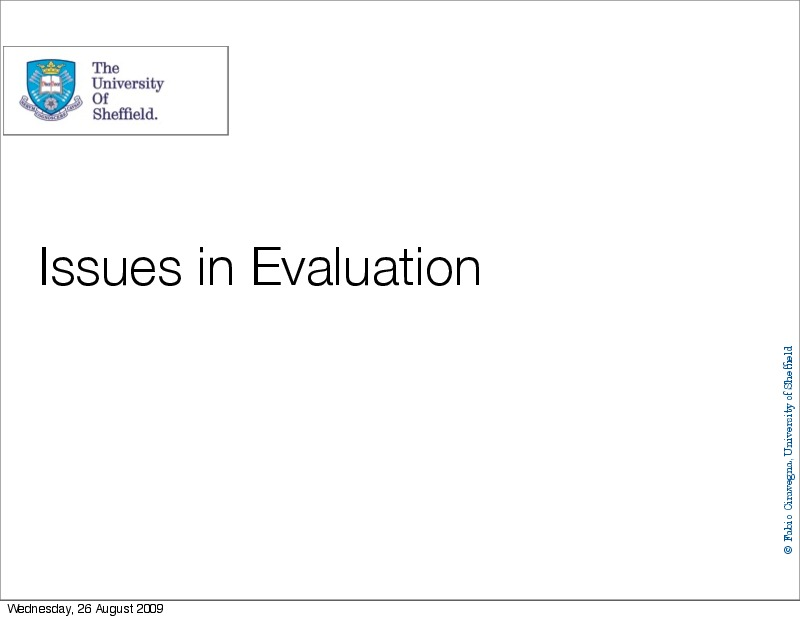 The
University
Of
Sheffield.
Issues in Evaluation
© Fabio Ciravegna, University of Sheffield
Wednesday, 26 August 2009